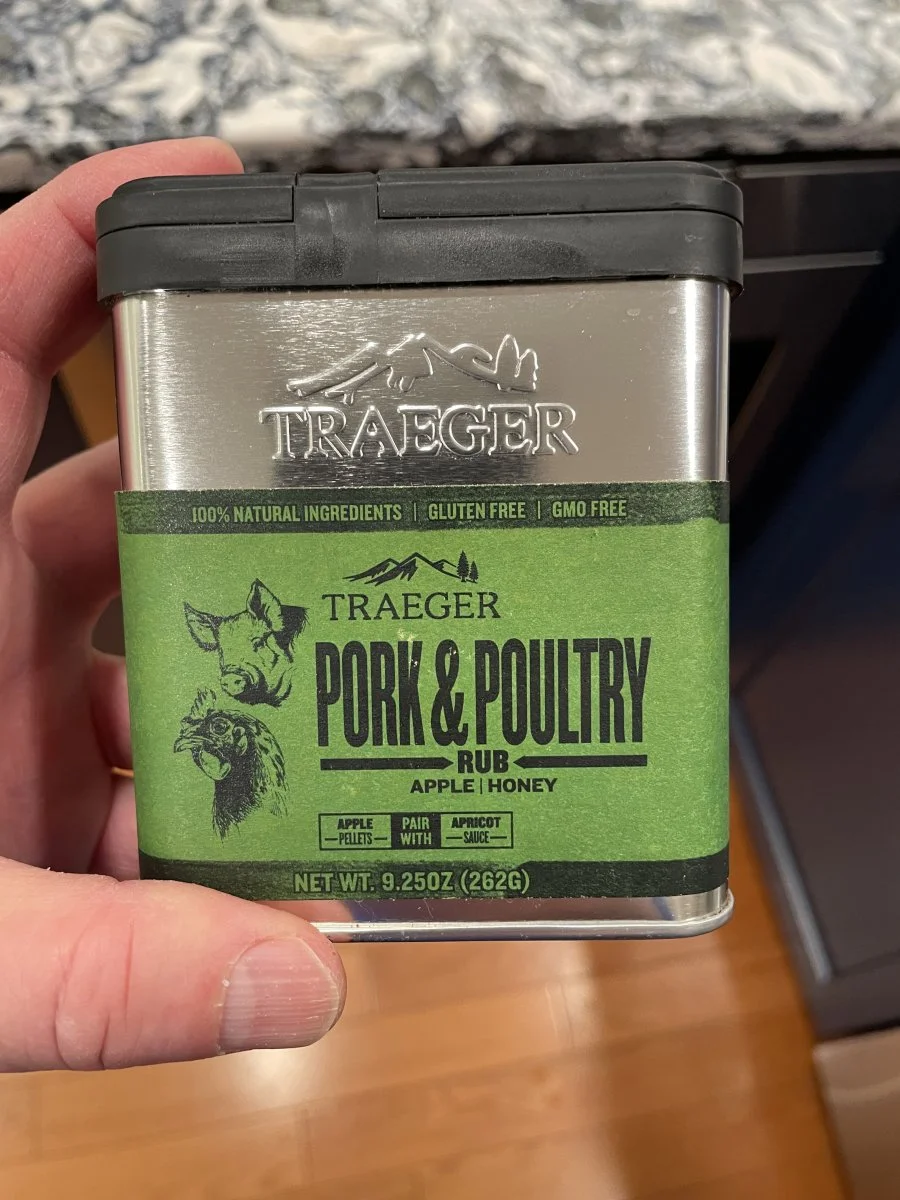 TRAEGER
100% NATURAL INGREDIENTS | GLUTEN FREE | GMO FREE
TRAEGER
PORK & POULTRY
RUB
APPLE | HONEY
APPLE PELLETS PAIR WITH APRICOT SAUCE
NET WT. 9.25OZ (262G)